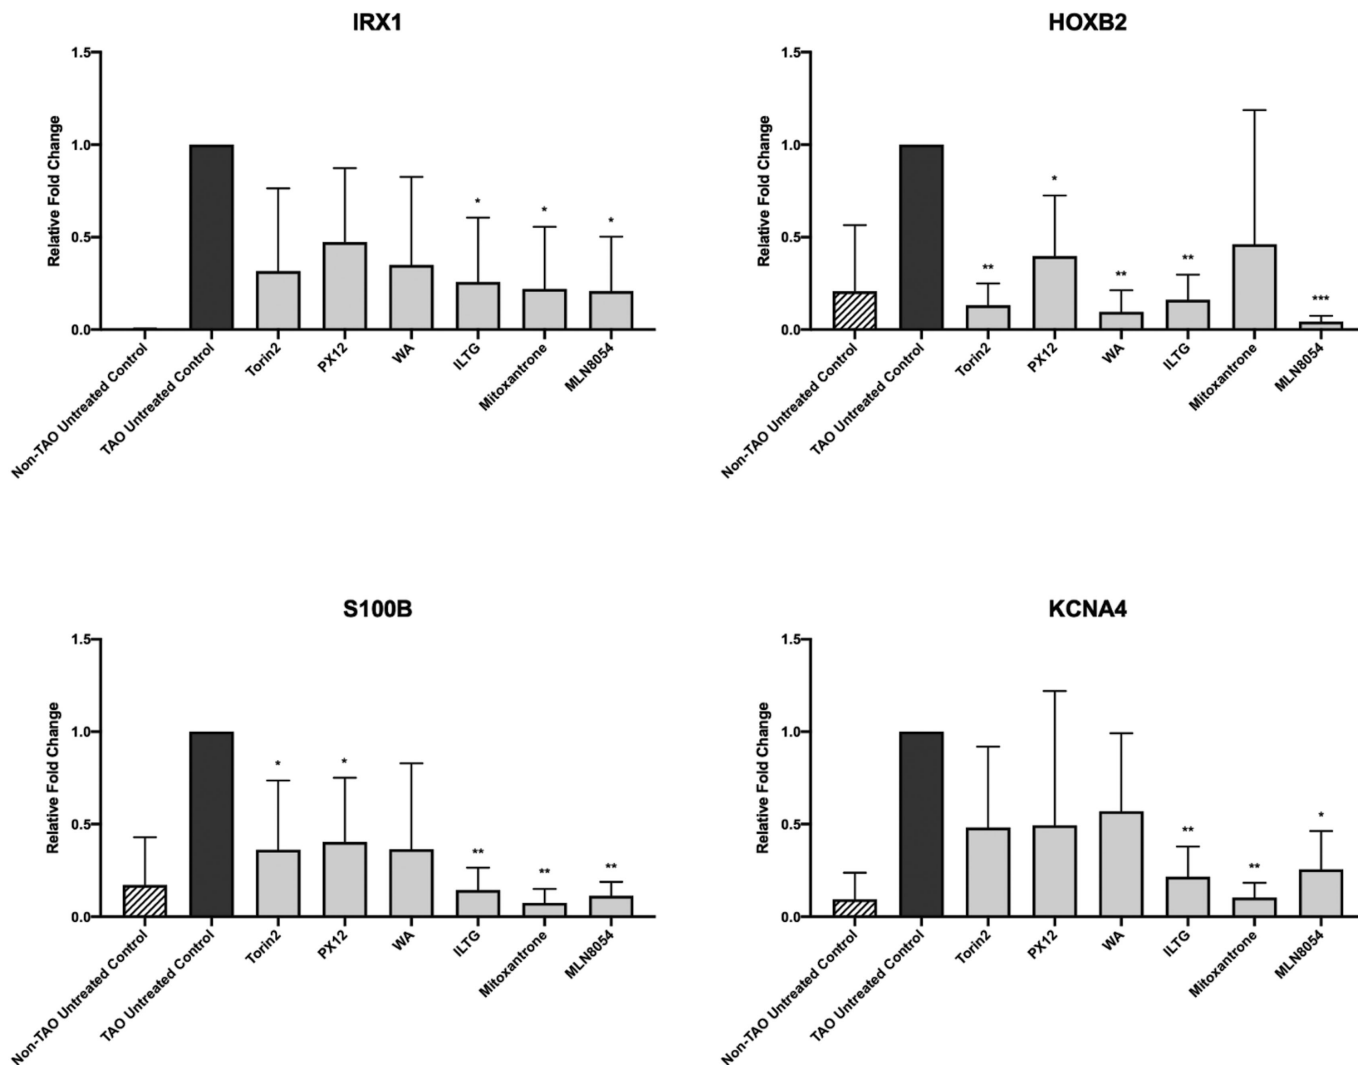 IRX1
1.5
1.0
0.5
0.0
Relative Fold Change
*
*
*
Non-TAO Untreated Control
TAO Untreated Control
Torin2
PX12
WA
ILTG
Mitoxantrone
MLN8054
HOXB2
1.5
1.0
0.5
0.0
Relative Fold Change
**
*
**
**
***
Non-TAO Untreated Control
TAO Untreated Control
Torin2
PX12
WA
ILTG
Mitoxantrone
MLN8054
S100B
1.5
1.0
0.5
0.0
Relative Fold Change
*
*
**
**
**
Non-TAO Untreated Control
TAO Untreated Control
Torin2
PX12
WA
ILTG
Mitoxantrone
MLN8054
KCNA4
1.5
1.0
0.5
0.0
Relative Fold Change
**
**
*
Non-TAO Untreated Control
TAO Untreated Control
Torin2
PX12
WA
ILTG
Mitoxantrone
MLN8054